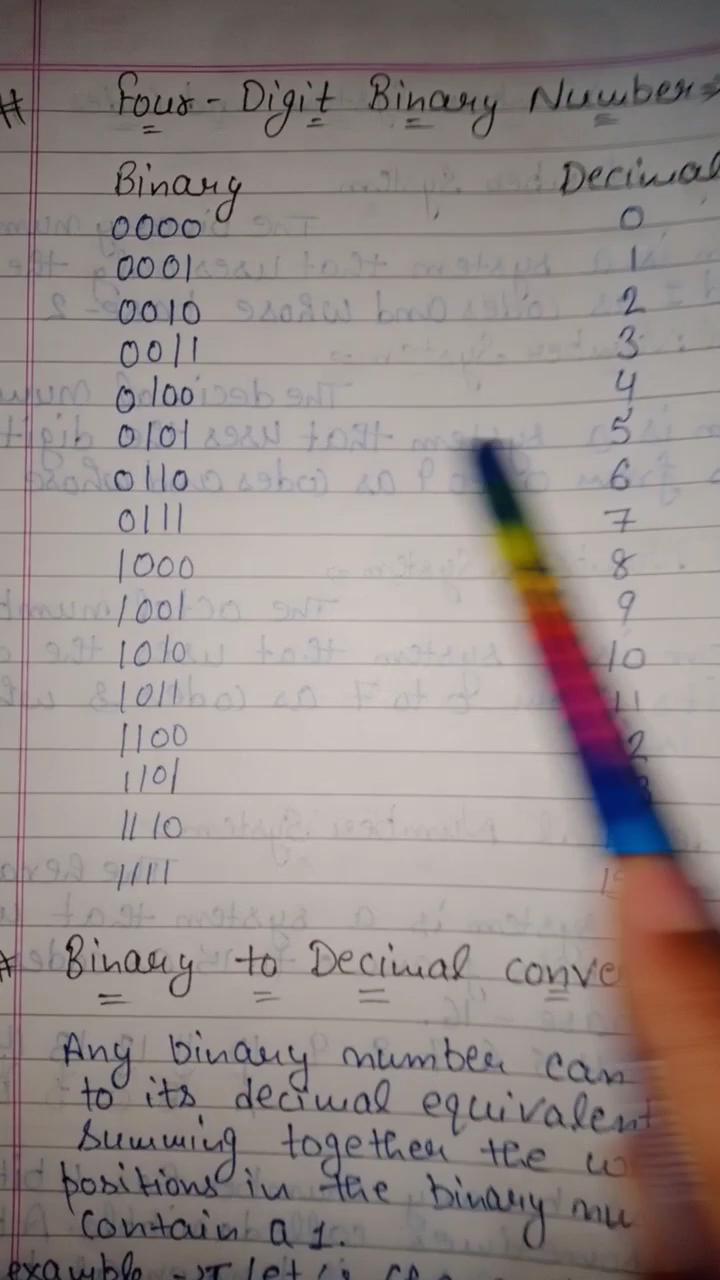 # Four-Digit Binary Number
Binary Decimal
0000 0
0001 1
0010 2
0011 3
0100 4
0101 5
0110 6
0111 7
1000 8
1001 9
1010 10
1011 11
1100
1101
1110
1111
Binary to Decimal
Any binary number can
to its decimal equivalent
summing together the
positions in the binary
contain a 1.